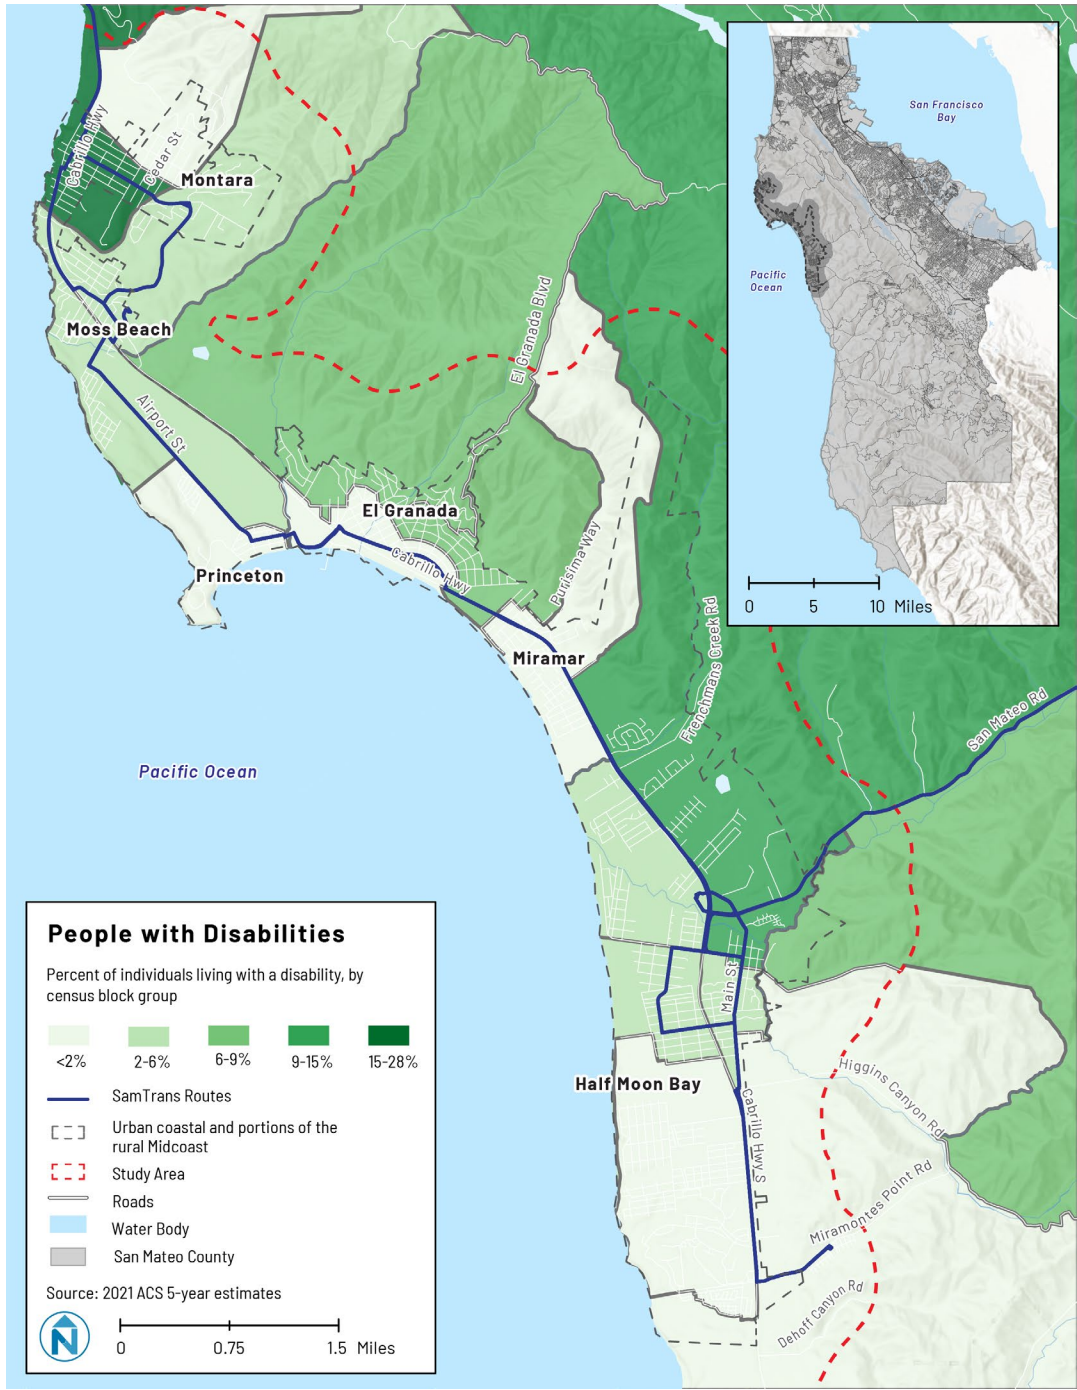 San Francisco
Bay
Cabrillo Hwy
Cedar St
Montara
Pacific
Ocean
El Granada Blvd
Moss Beach
Airport St
El Granada
Purisima Way
Cabrillo Hwy
Princeton
0 5 10 Miles
Frenchmans Creek Rd
Miramar
San Mateo Rd
Pacific Ocean
People with Disabilities
Percent of individuals living with a disability, by
census block group
<2% 2-6% 6-9% 9-15% 15-28%
SamTrans Routes
Urban coastal and portions of the
rural Midcoast
Study Area
Roads
Water Body
San Mateo County
Source: 2021 ACS 5-year estimates
N
0 0.75 1.5 Miles
Main St
Half Moon Bay
Higgins Canyon Rd
Cabrillo Hwy S
Miramontes Point Rd
Dehoff Canyon Rd